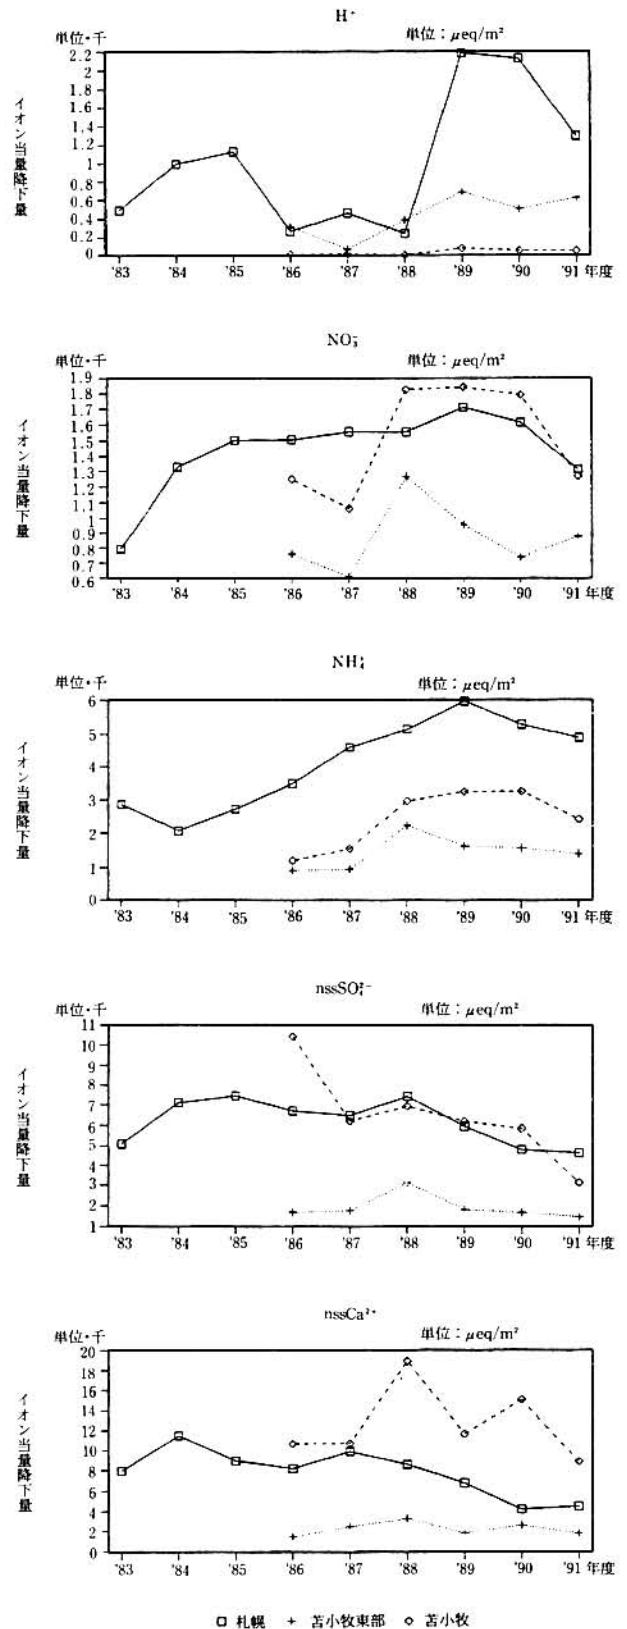 H⁺
単位・千 単位：μeq/m²
イオン当量降下量
2.2
2
1.8
1.6
1.4
1.2
1
0.8
0.6
0.4
0.2
0
'83 '84 '85 '86 '87 '88 '89 '90 '91 年度
NO₃⁻
単位・千 単位：μeq/m²
イオン当量降下量
1.9
1.8
1.7
1.6
1.5
1.4
1.3
1.2
1.1
1
0.9
0.8
0.7
0.6
'83 '84 '85 '86 '87 '88 '89 '90 '91 年度
NH₄⁺
単位・千 単位：μeq/m²
イオン当量降下量
6
5
4
3
2
1
0
'83 '84 '85 '86 '87 '88 '89 '90 '91 年度
nssSO₄²⁻
単位・千 単位：μeq/m²
イオン当量降下量
11
10
9
8
7
6
5
4
3
2
1
'83 '84 '85 '86 '87 '88 '89 '90 '91 年度
nssCa²⁺
単位・千 単位：μeq/m²
イオン当量降下量
20
18
16
14
12
10
8
6
4
2
0
'83 '84 '85 '86 '87 '88 '89 '90 '91 年度
札幌 苫小牧東部 苫小牧